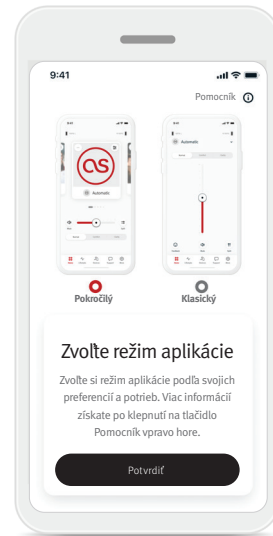 9:41
Pomocník
Automatic
Automatic
Pokročilý
Klasický
Zvoľte režim aplikácie
Zvoľte si režim aplikácie podľa svojich
preferencií a potrieb. Viac informácií
získate po klepnutí na tlačidlo
Pomocník vpravo hore.
Potvrdiť